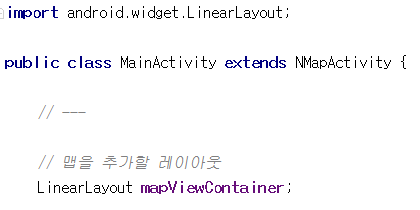 import android.widget.LinearLayout;
public class MainActivity extends NMapActivity {
// ---
// 맵을 추가할 레이아웃
LinearLayout mapViewContainer;